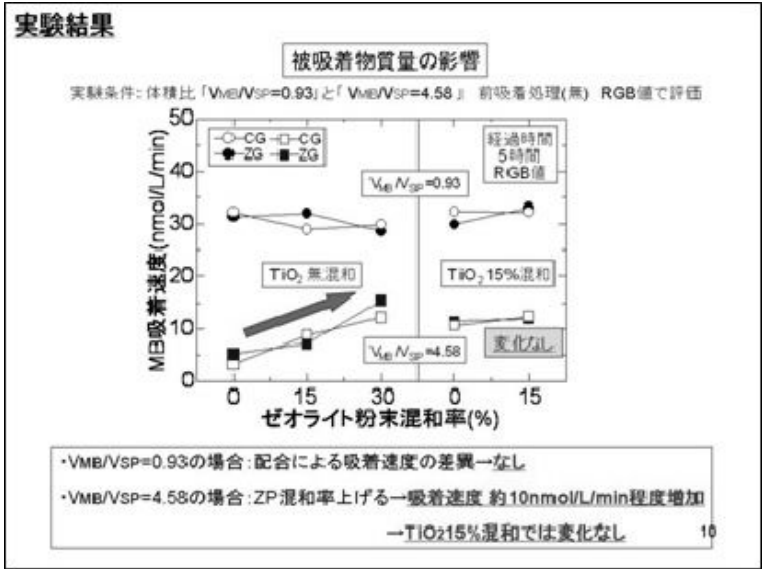 実験結果
被吸着物質量の影響
実験条件:体積比「VMB/VSP=0.93」と「VMB/VSP=4.58」 前吸着処理(無) RGB値で評価
MB吸着速度(nmol/L/min)
50
40
30
20
10
0
CG CG
ZG ZG
VMB/VSP=0.93
経過時間
5時間
RGB値
TiO2 無混和
TiO2 15%混和
VMB/VSP=4.58
変化なし
0 15 30 0 15
ゼオライト粉末混和率(%)
・VMB/VSP=0.93の場合:配合による吸着速度の差異→なし
・VMB/VSP=4.58の場合:ZP混和率上げる→吸着速度 約10nmol/L/min程度増加
→TiO215%混和では変化なし
10